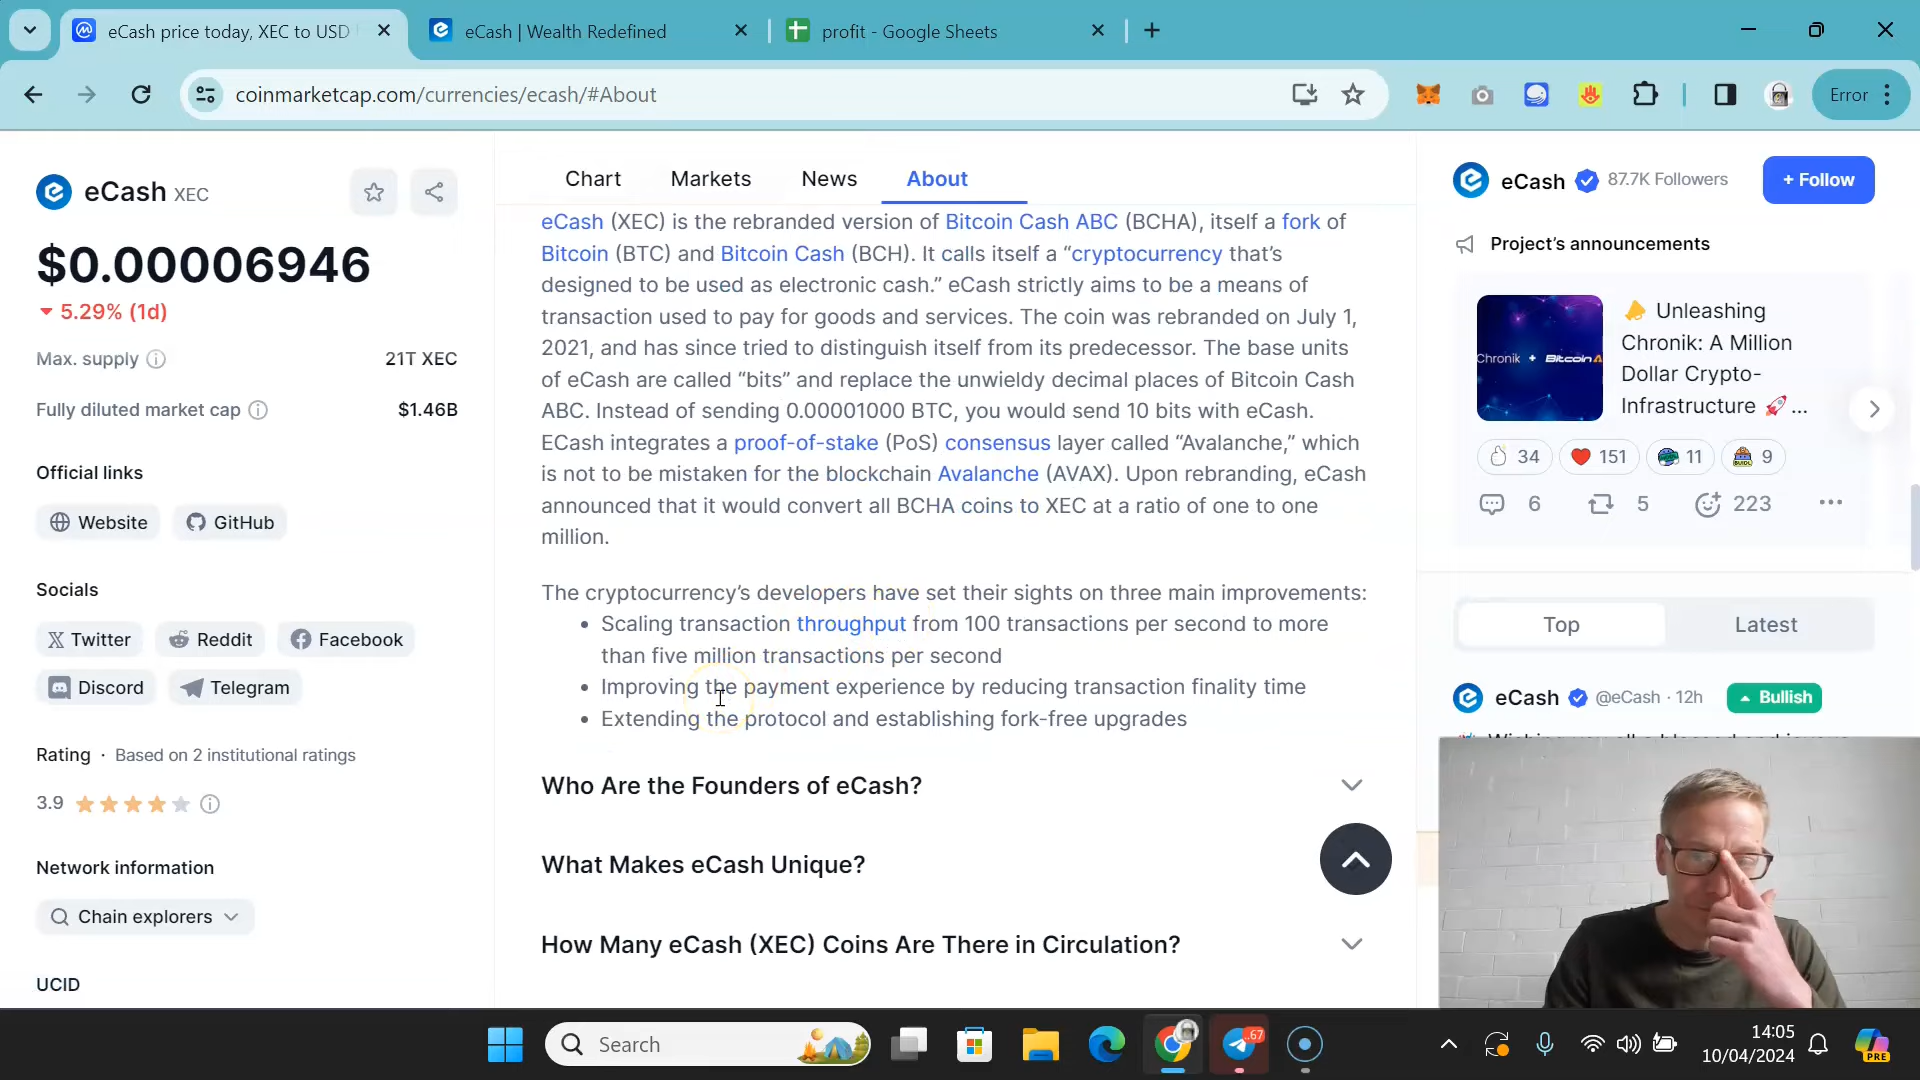 eCash price today, XEC to USD
eCash | Wealth Redefined
profit - Google Sheets
coinmarketcap.com/currencies/ecash/#About
Error
eCash XEC
$0.00006946
5.29% (1d)
Max. supply
21T XEC
Fully diluted market cap
$1.46B
Official links
Website
GitHub
Socials
Twitter
Reddit
Facebook
Discord
Telegram
Rating · Based on 2 institutional ratings
3.9
Network information
Chain explorers
UCID
Chart
Markets
News
About
eCash (XEC) is the rebranded version of Bitcoin Cash ABC (BCHA), itself a fork of
Bitcoin (BTC) and Bitcoin Cash (BCH). It calls itself a “cryptocurrency that’s
designed to be used as electronic cash.” eCash strictly aims to be a means of
transaction used to pay for goods and services. The coin was rebranded on July 1,
2021, and has since tried to distinguish itself from its predecessor. The base units
of eCash are called “bits” and replace the unwieldy decimal places of Bitcoin Cash
ABC. Instead of sending 0.00001000 BTC, you would send 10 bits with eCash.
ECash integrates a proof-of-stake (PoS) consensus layer called “Avalanche,” which
is not to be mistaken for the blockchain Avalanche (AVAX). Upon rebranding, eCash
announced that it would convert all BCHA coins to XEC at a ratio of one to one
million.
The cryptocurrency’s developers have set their sights on three main improvements:
• Scaling transaction throughput from 100 transactions per second to more
than five million transactions per second
• Improving the payment experience by reducing transaction finality time
• Extending the protocol and establishing fork-free upgrades
Who Are the Founders of eCash?
What Makes eCash Unique?
How Many eCash (XEC) Coins Are There in Circulation?
eCash
87.7K Followers
+ Follow
Project’s announcements
Chronik +
Unleashing
Chronik: A Million
Dollar Crypto-
Infrastructure 🚀 ...
34
151
11
9
6
5
223
Top
Latest
eCash
@eCash · 12h
Bullish
Search
67
14:05
10/04/2024
PRE